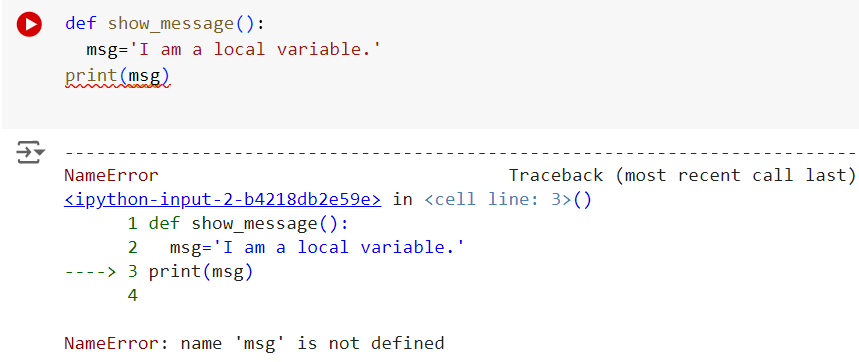 def show_message():
  msg='I am a local variable.'
print(msg)
---------------------------------------------------------------------------
NameError                                 Traceback (most recent call last)
<ipython-input-2-b4218db2e59e> in <cell line: 3>()
      1 def show_message():
      2   msg='I am a local variable.'
----> 3 print(msg)
      4
NameError: name 'msg' is not defined